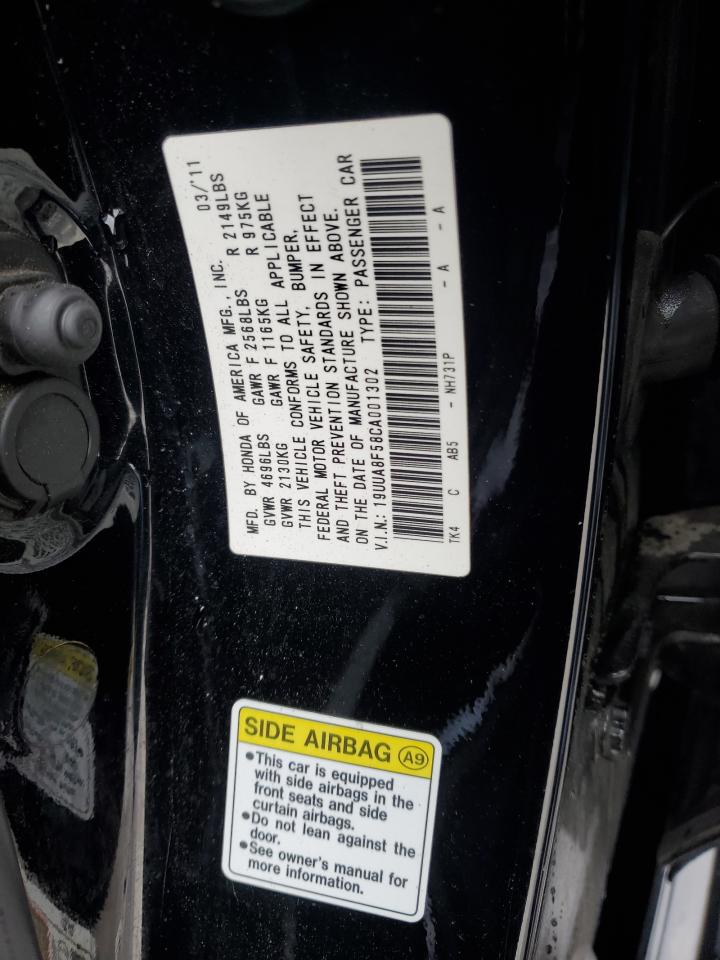 MFD. BY HONDA OF AMERICA MFG., INC. 03/'11
GVWR 4696LBS GAWR F 2568LBS R 2149LBS
GVWR 2130KG GAWR F 1165KG R 975KG
THIS VEHICLE CONFORMS TO ALL APPLICABLE
FEDERAL MOTOR VEHICLE SAFETY, BUMPER,
AND THEFT PREVENTION STANDARDS IN EFFECT
ON THE DATE OF MANUFACTURE SHOWN ABOVE.
V.I.N.: 19UUA8F58CA001302 TYPE: PASSENGER CAR
TK4 C AB5 - NH731P - A - A
SIDE AIRBAG A9
•This car is equipped
with side airbags in the
front seats and side
curtain airbags.
•Do not lean against the
door.
•See owner's manual for
more information.